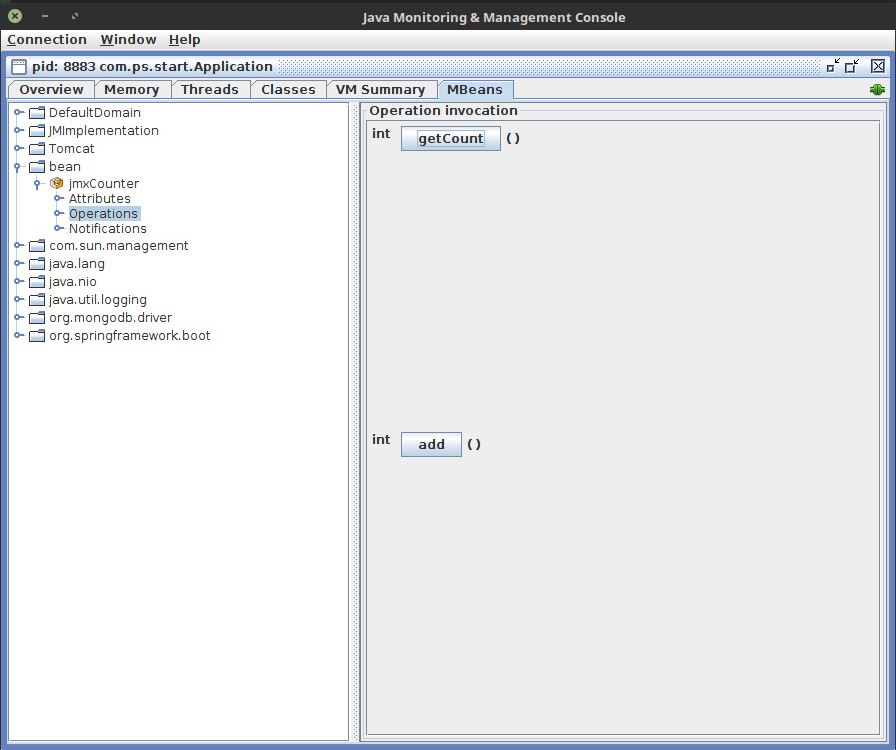 Java Monitoring & Management Console
Connection Window Help
pid: 8883 com.ps.start.Application
Overview Memory Threads Classes VM Summary MBeans
DefaultDomain
JMImplementation
Tomcat
bean
jmxCounter
Attributes
Operations
Notifications
com.sun.management
java.lang
java.nio
java.util.logging
org.mongodb.driver
org.springframework.boot
Operation invocation
int getCount ( )
int add ( )